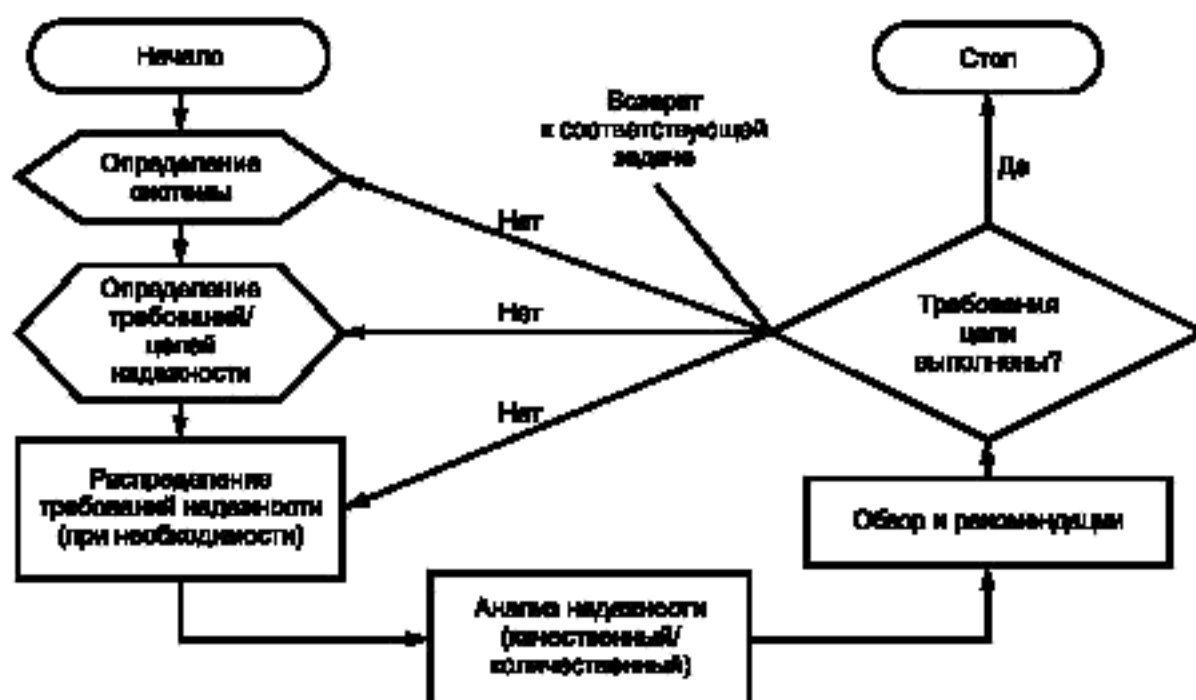 Начало
Определение
системы
Определение
требований/
целей
надежности
Распределение
требований надежности
(при необходимости)
Анализ надежности
(качественный/
количественный)
Обзор и рекомендации
Требования
цели
выполнены?
Да
Стоп
Возврат
к соответствующей
задаче
Нет
Нет
Нет